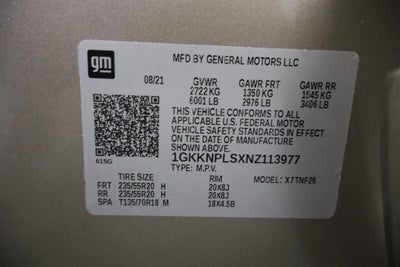 gm
MFD BY GENERAL MOTORS LLC
08/21 GVWR GAWR FRT GAWR RR
2722 KG 1350 KG 1545 KG
6001 LB 2976 LB 3406 LB
THIS VEHICLE CONFORMS TO ALL
APPLICABLE U.S. FEDERAL MOTOR
VEHICLE SAFETY STANDARDS IN EFFECT
ON THE DATE OF MANUFACTURE
SHOWN ABOVE.
615G
1GKKNPLSXNZ113977
TYPE: M.P.V. MODEL: X7TNF26
TIRE SIZE RIM
FRT 235/55R20 H 20X8J
RR 235/55R20 H 20X8J
SPA T135/70R18 M 18X4.5B